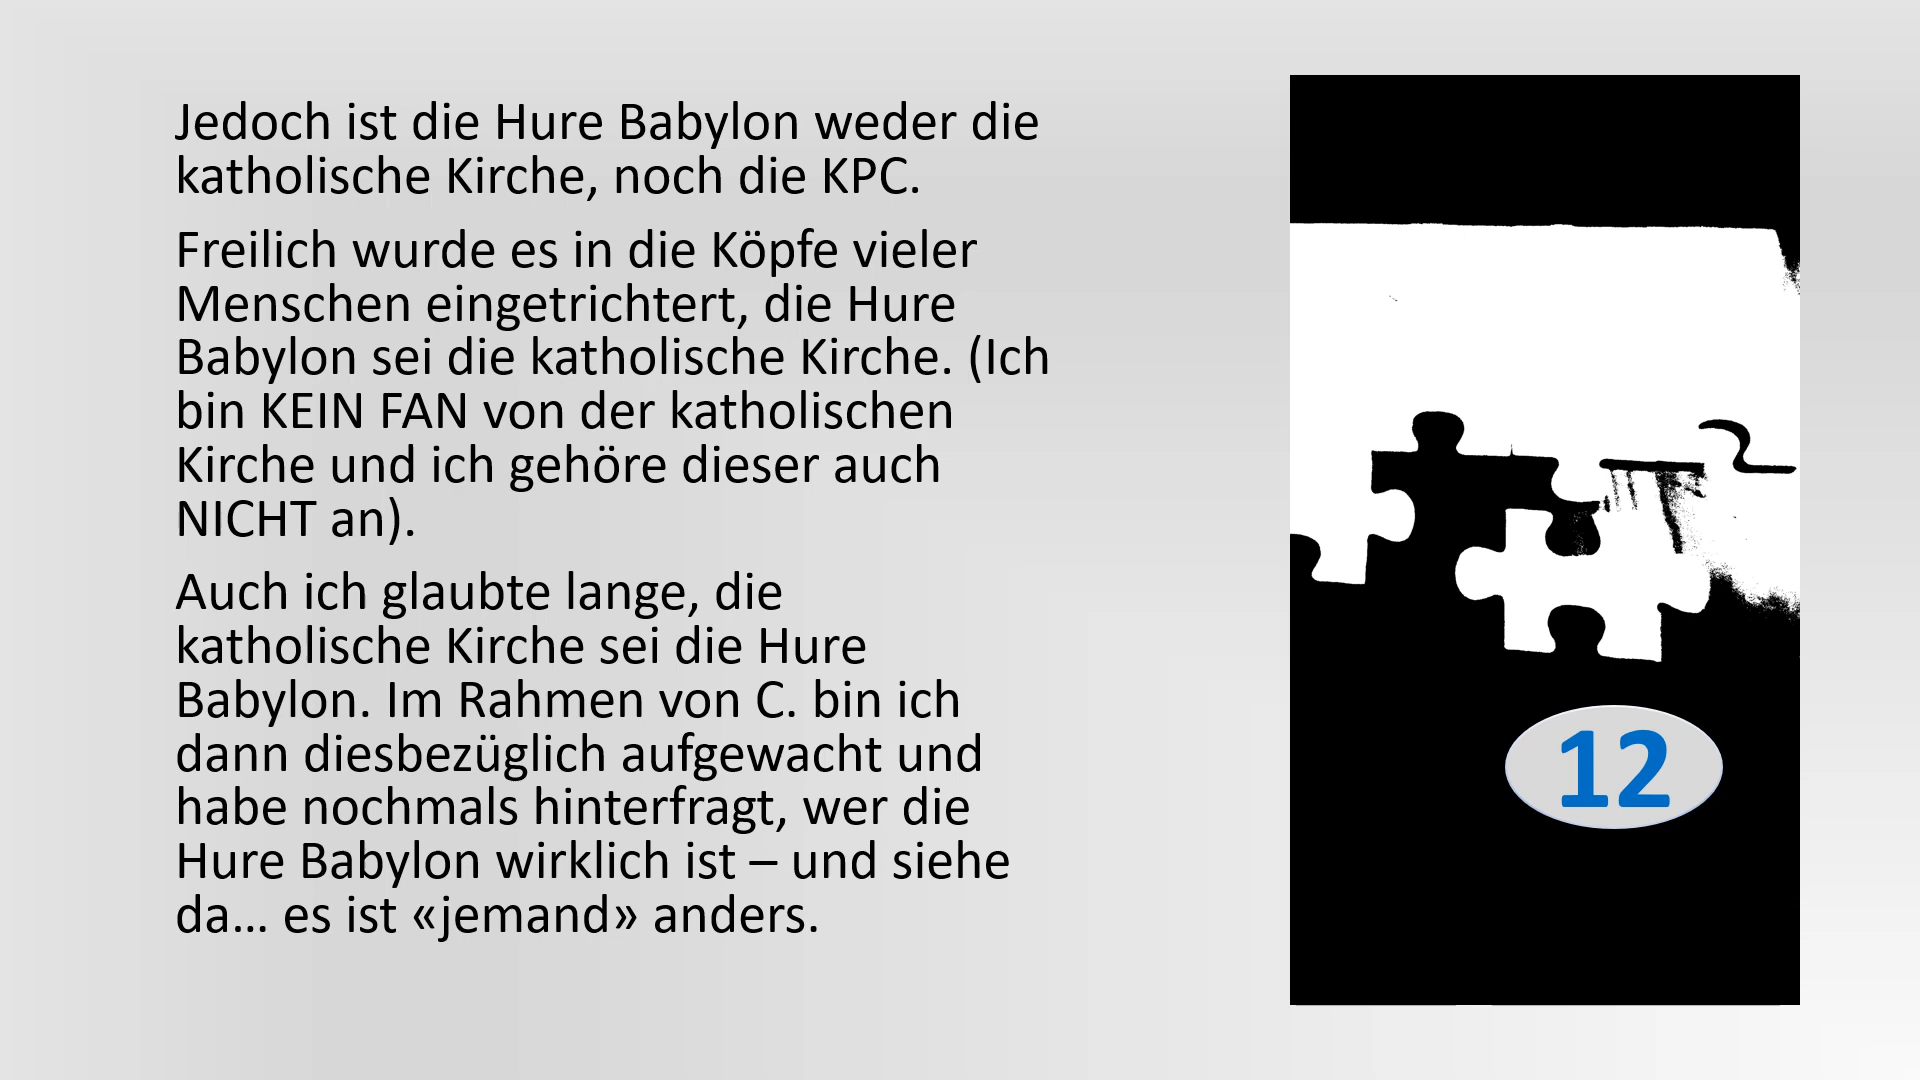 Jedoch ist die Hure Babylon weder die
katholische Kirche, noch die KPC.
Freilich wurde es in die Köpfe vieler
Menschen eingetrichtert, die Hure
Babylon sei die katholische Kirche. (Ich
bin KEIN FAN von der katholischen
Kirche und ich gehöre dieser auch
NICHT an).
Auch ich glaubte lange, die
katholische Kirche sei die Hure
Babylon. Im Rahmen von C. bin ich
dann diesbezüglich aufgewacht und
habe nochmals hinterfragt, wer die
Hure Babylon wirklich ist – und siehe
da… es ist «jemand» anders.
12